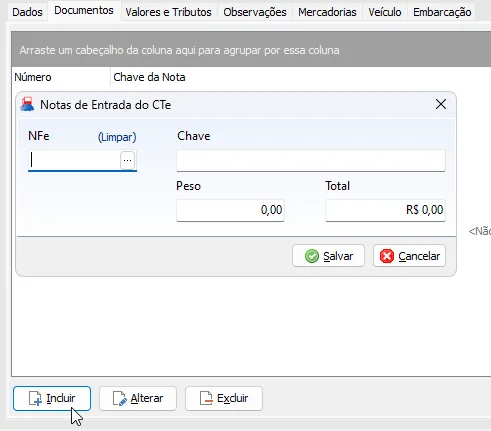 Dados Documentos Valores e Tributos Observações Mercadorias Veículo Embarcação
Arraste um cabeçalho da coluna aqui para agrupar por essa coluna
Número Chave da Nota
Notas de Entrada do CTe
NFe (Limpar) Chave
...
Peso Total
0,00 R$ 0,00
<Não
Salvar Cancelar
Incluir Alterar Excluir